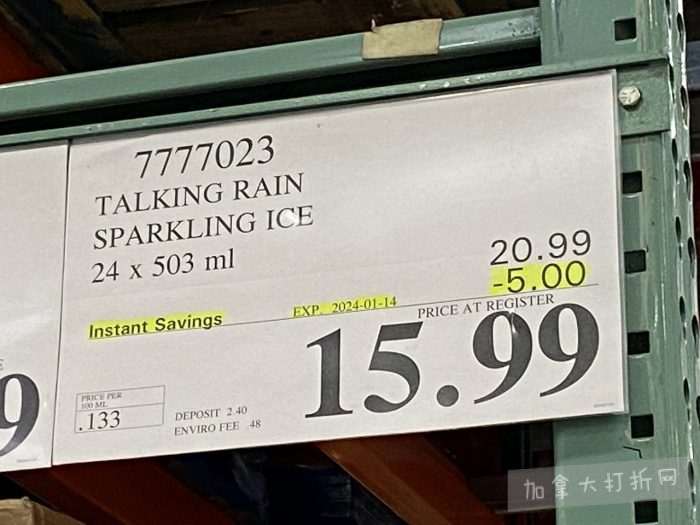 7777023
TALKING RAIN
SPARKLING ICE
24 x 503 ml
20.99
-5.00
Instant Savings
EXP. 2024-01-14
PRICE AT REGISTER
15.99
PRICE PER
100 ML
.133
DEPOSIT 2.40
ENVIRO FEE .48
9
加拿大打折网